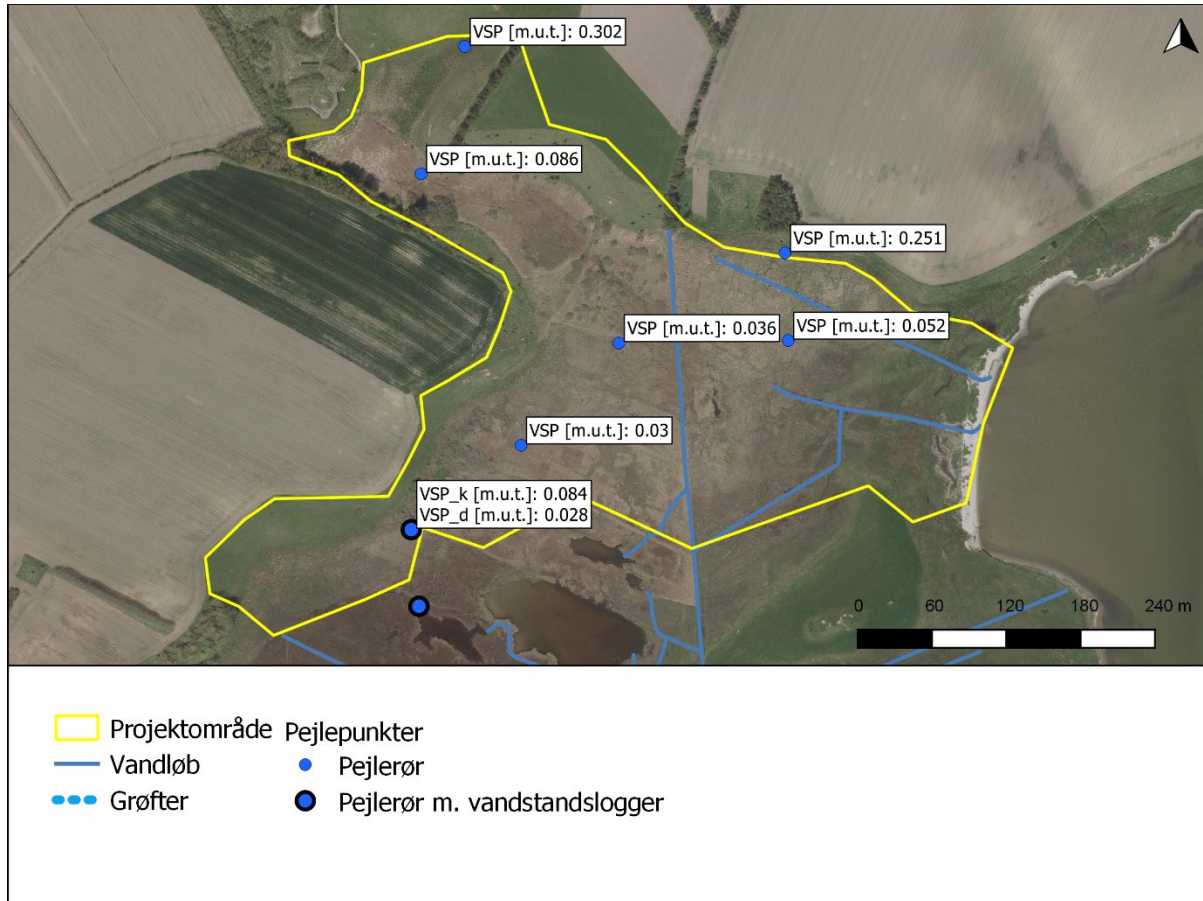 VSP [m.u.t.]: 0.302
VSP [m.u.t.]: 0.086
VSP [m.u.t.]: 0.251
VSP [m.u.t.]: 0.036
VSP [m.u.t.]: 0.052
VSP [m.u.t.]: 0.03
VSP_k [m.u.t.]: 0.084
VSP_d [m.u.t.]: 0.028
0 60 120 180 240 m
Projektområde
Vandløb
Grøfter
Pejlepunkter
Pejlerør
Pejlerør m. vandstandslogger